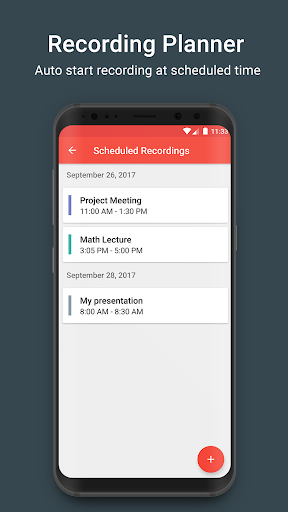 Recording Planner
Auto start recording at scheduled time
11:33
Scheduled Recordings
September 26, 2017
Project Meeting
11:00 AM - 1:30 PM
Math Lecture
3:05 PM - 5:00 PM
September 28, 2017
My presentation
8:00 AM - 8:30 AM